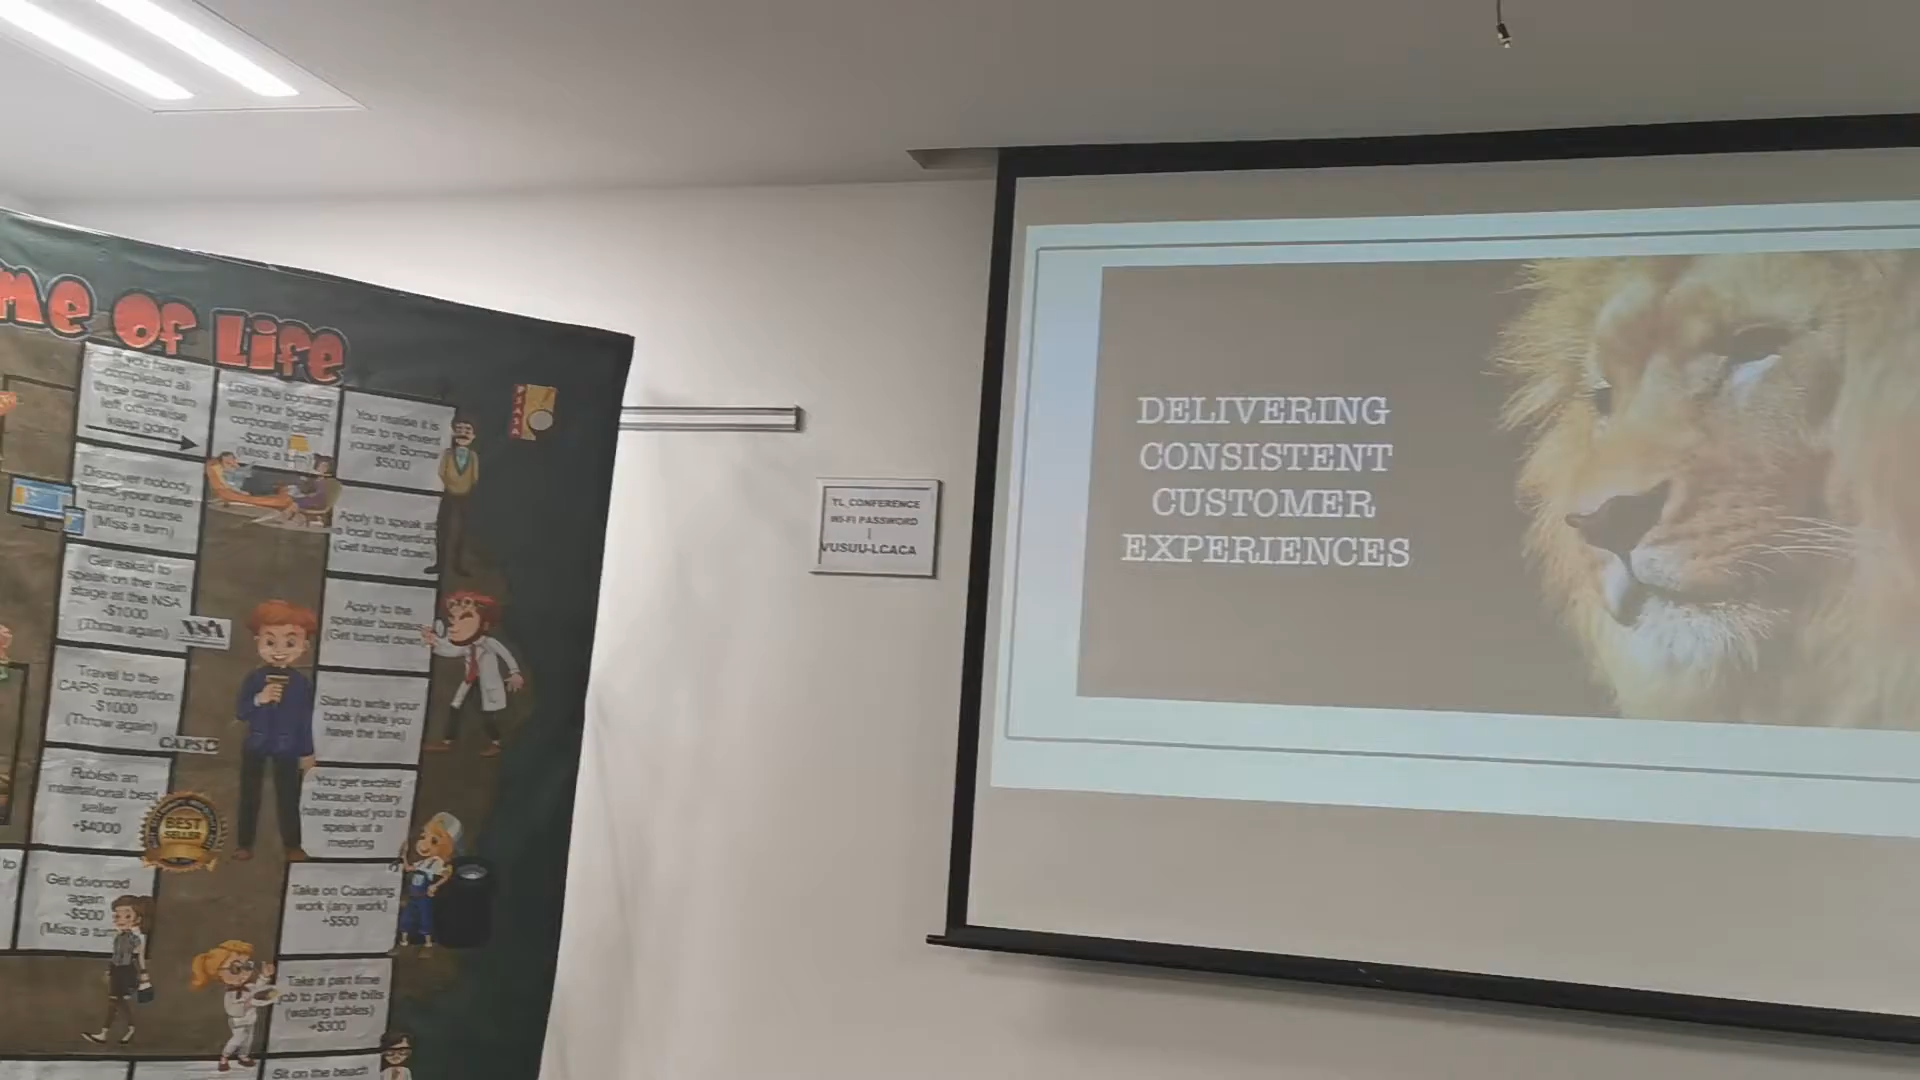 me of Life
If you have
completed all
three cards turn
left otherwise
keep going
Lose the contract
with your biggest
corporate client
-$2000
(Miss a turn)
You realise it is
time to re-invent
yourself. Borrow
$5000
PSASA
Discover nobody
wants your online
training course
(Miss a turn)
Apply to speak at
a local convention
(Get turned down)
Get asked to
speak on the main
stage at the NSA
-$1000
(Throw again)
NSA
Apply to the
speaker bureaus
(Get turned down)
Travel to the
CAPS convention
-$1000
(Throw again)
CAPS
Start to write your
book (while you
have the time)
Publish an
international best
seller
+$4000
BEST
SELLER
You get excited
because Rotary
have asked you to
speak at a
meeting
to
Get divorced
again
-$500
(Miss a turn)
Take on Coaching
work (any work)
+$500
Take a part time
job to pay the bills
(waiting tables)
+$300
Sit on the beach
TL_CONFERENCE
WI-FI PASSWORD
|
VUSUU-LCACA
DELIVERING
CONSISTENT
CUSTOMER
EXPERIENCES